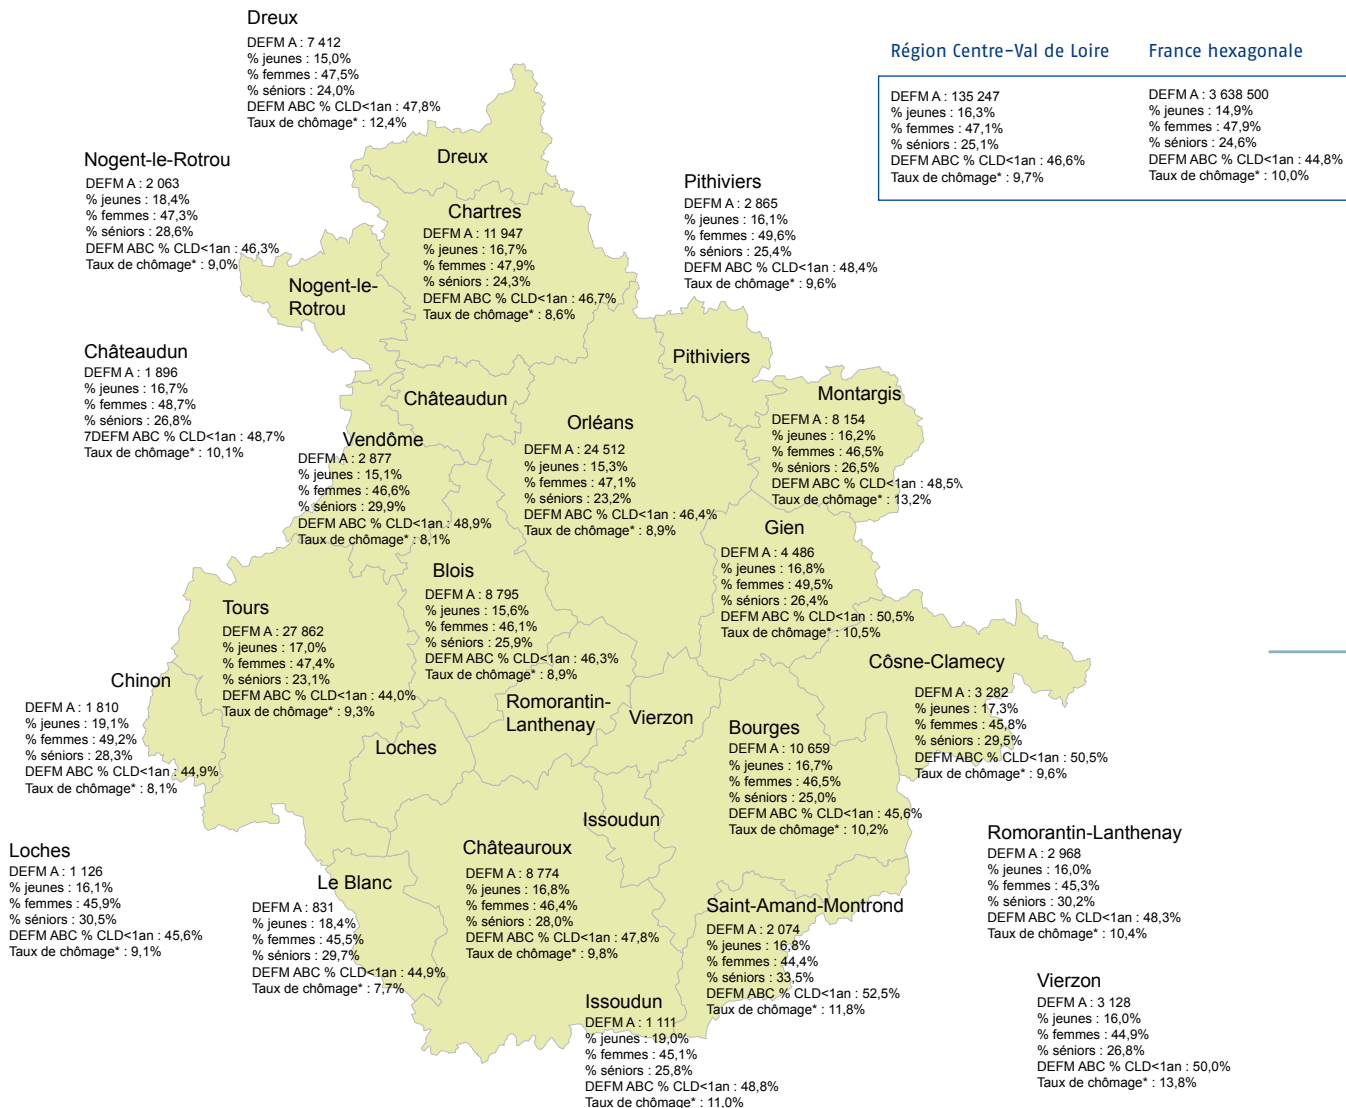 Dreux
DEFM A : 7 412
% jeunes : 15,0%
% femmes : 47,5%
% séniors : 24,0%
DEFM ABC % CLD<1an : 47,8%
Taux de chômage* : 12,4%
Région Centre-Val de Loire
DEFM A : 135 247
% jeunes : 16,3%
% femmes : 47,1%
% séniors : 25,1%
DEFM ABC % CLD<1an : 46,6%
Taux de chômage* : 9,7%
France hexagonale
DEFM A : 3 638 500
% jeunes : 14,9%
% femmes : 47,9%
% séniors : 24,6%
DEFM ABC % CLD<1an : 44,8%
Taux de chômage* : 10,0%
Dreux
Nogent-le-Rotrou
DEFM A : 2 063
% jeunes : 18,4%
% femmes : 47,3%
% séniors : 28,6%
DEFM ABC % CLD<1an : 46,3%
Taux de chômage* : 9,0%
Nogent-le-
Rotrou
Chartres
DEFM A : 11 947
% jeunes : 16,7%
% femmes : 47,9%
% séniors : 24,3%
DEFM ABC % CLD<1an : 46,7%
Taux de chômage* : 8,6%
Pithiviers
DEFM A : 2 865
% jeunes : 16,1%
% femmes : 49,6%
% séniors : 25,4%
DEFM ABC % CLD<1an : 48,4%
Taux de chômage* : 9,6%
Pithiviers
Châteaudun
DEFM A : 1 896
% jeunes : 16,7%
% femmes : 48,7%
% séniors : 26,8%
7DEFM ABC % CLD<1an : 48,7%
Taux de chômage* : 10,1%
Châteaudun
Montargis
DEFM A : 8 154
% jeunes : 16,2%
% femmes : 46,5%
% séniors : 26,5%
DEFM ABC % CLD<1an : 48,5%
Taux de chômage* : 13,2%
Orléans
DEFM A : 24 512
% jeunes : 15,3%
% femmes : 47,1%
% séniors : 23,2%
DEFM ABC % CLD<1an : 46,4%
Taux de chômage* : 8,9%
Vendôme
DEFM A : 2 877
% jeunes : 15,1%
% femmes : 46,6%
% séniors : 29,9%
DEFM ABC % CLD<1an : 48,9%
Taux de chômage* : 8,1%
Gien
DEFM A : 4 486
% jeunes : 16,8%
% femmes : 49,5%
% séniors : 26,4%
DEFM ABC % CLD<1an : 50,5%
Taux de chômage* : 10,5%
Blois
DEFM A : 8 795
% jeunes : 15,6%
% femmes : 46,1%
% séniors : 25,9%
DEFM ABC % CLD<1an : 46,3%
Taux de chômage* : 8,9%
Tours
DEFM A : 27 862
% jeunes : 17,0%
% femmes : 47,4%
% séniors : 23,1%
DEFM ABC % CLD<1an : 44,0%
Taux de chômage* : 9,3%
Côsne-Clamecy
DEFM A : 3 282
% jeunes : 17,3%
% femmes : 45,8%
% séniors : 29,5%
DEFM ABC % CLD<1an : 50,5%
Taux de chômage* : 9,6%
Chinon
DEFM A : 1 810
% jeunes : 19,1%
% femmes : 49,2%
% séniors : 28,3%
DEFM ABC % CLD<1an : 44,9%
Taux de chômage* : 8,1%
Romorantin-
Lanthenay
Vierzon
Loches
Bourges
DEFM A : 10 659
% jeunes : 16,7%
% femmes : 46,5%
% séniors : 25,0%
DEFM ABC % CLD<1an : 45,6%
Taux de chômage* : 10,2%
Issoudun
Loches
DEFM A : 1 126
% jeunes : 16,1%
% femmes : 45,9%
% séniors : 30,5%
DEFM ABC % CLD<1an : 45,6%
Taux de chômage* : 9,1%
Le Blanc
DEFM A : 831
% jeunes : 18,4%
% femmes : 45,5%
% séniors : 29,7%
DEFM ABC % CLD<1an : 44,9%
Taux de chômage* : 7,7%
Châteauroux
DEFM A : 8 774
% jeunes : 16,8%
% femmes : 46,4%
% séniors : 28,0%
DEFM ABC % CLD<1an : 47,8%
Taux de chômage* : 9,8%
Romorantin-Lanthenay
DEFM A : 2 968
% jeunes : 16,0%
% femmes : 45,3%
% séniors : 30,2%
DEFM ABC % CLD<1an : 48,3%
Taux de chômage* : 10,4%
Saint-Amand-Montrond
DEFM A : 2 074
% jeunes : 16,8%
% femmes : 44,4%
% séniors : 33,5%
DEFM ABC % CLD<1an : 52,5%
Taux de chômage* : 11,8%
Issoudun
DEFM A : 1 111
% jeunes : 19,0%
% femmes : 45,1%
% séniors : 25,8%
DEFM ABC % CLD<1an : 48,8%
Taux de chômage* : 11,0%
Vierzon
DEFM A : 3 128
% jeunes : 16,0%
% femmes : 44,9%
% séniors : 26,8%
DEFM ABC % CLD<1an : 50,0%
Taux de chômage* : 13,8%